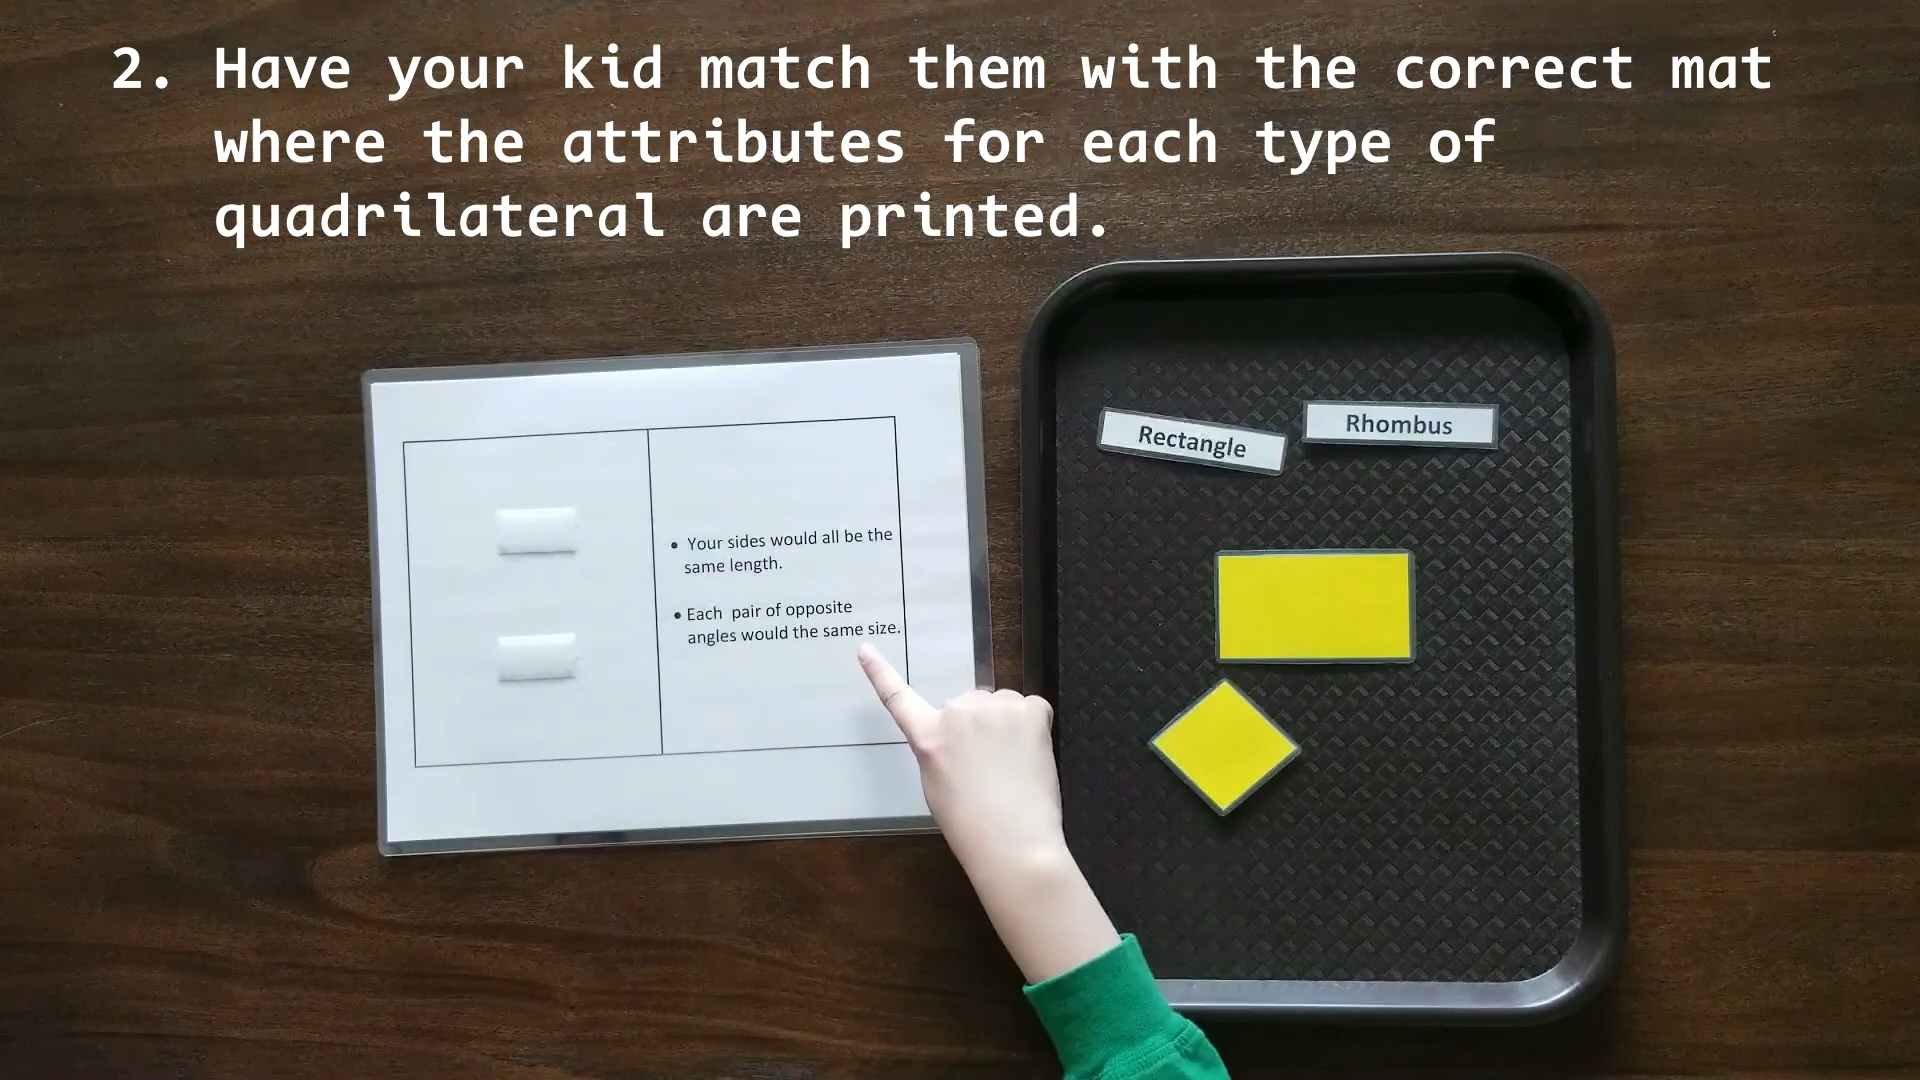 2. Have your kid match them with the correct mat
where the attributes for each type of
quadrilateral are printed.
Rectangle
Rhombus
• Your sides would all be the
same length.
• Each pair of opposite
angles would the same size.